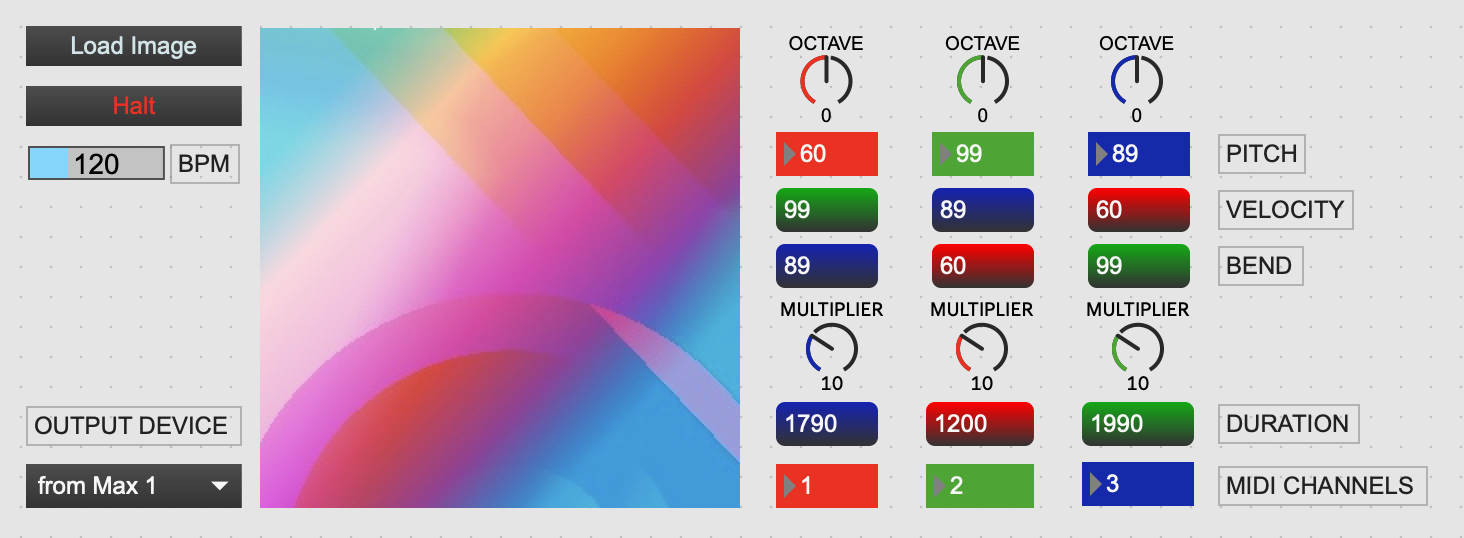 Load Image
Halt
120 BPM
OUTPUT DEVICE
from Max 1
OCTAVE OCTAVE OCTAVE
0 0 0
60 99 89 PITCH
99 89 60 VELOCITY
89 60 99 BEND
MULTIPLIER MULTIPLIER MULTIPLIER
10 10 10
1790 1200 1990 DURATION
1 2 3 MIDI CHANNELS